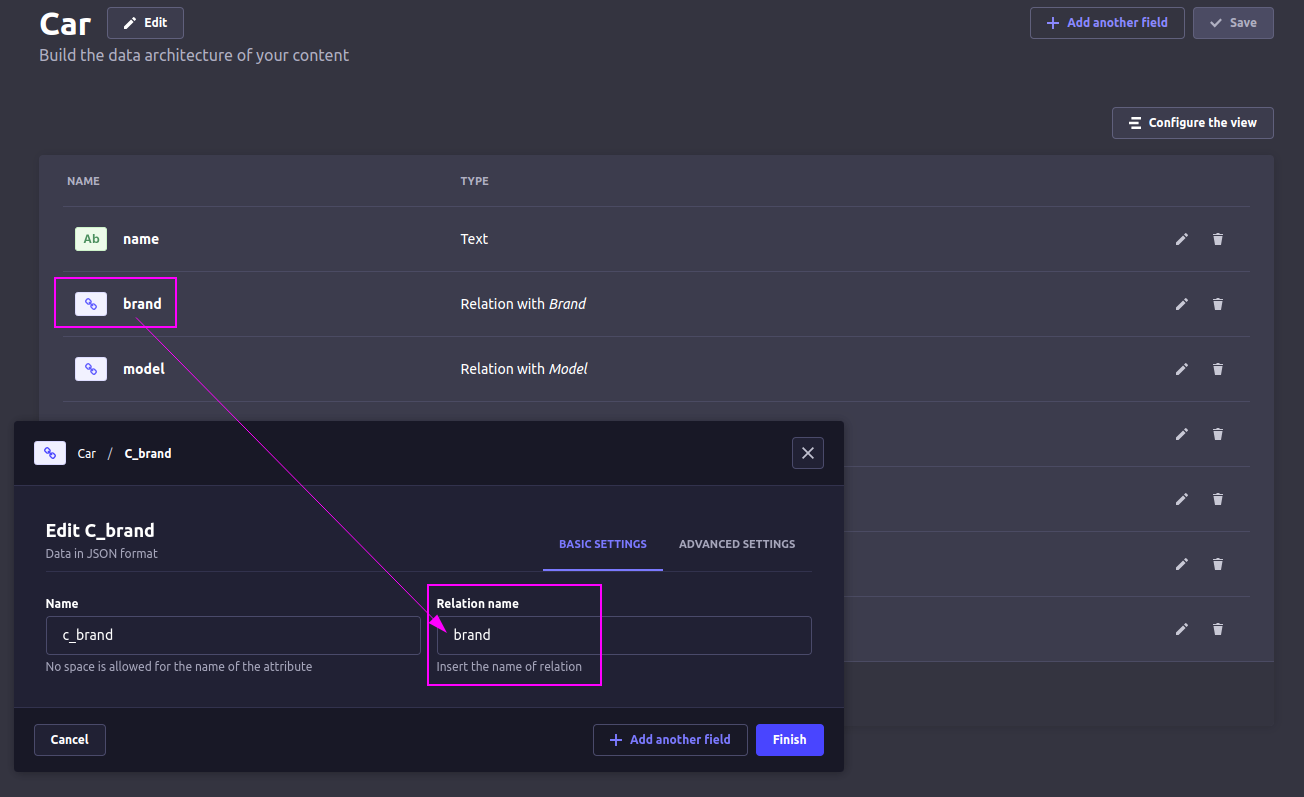 Car
Edit
Add another field
Save
Build the data architecture of your content
Configure the view
NAME TYPE
Ab name Text
brand Relation with Brand
model Relation with Model
Car / C_brand
Edit C_brand
Data in JSON format
BASIC SETTINGS ADVANCED SETTINGS
Name Relation name
c_brand brand
No space is allowed for the name of the attribute Insert the name of relation
Cancel Add another field Finish